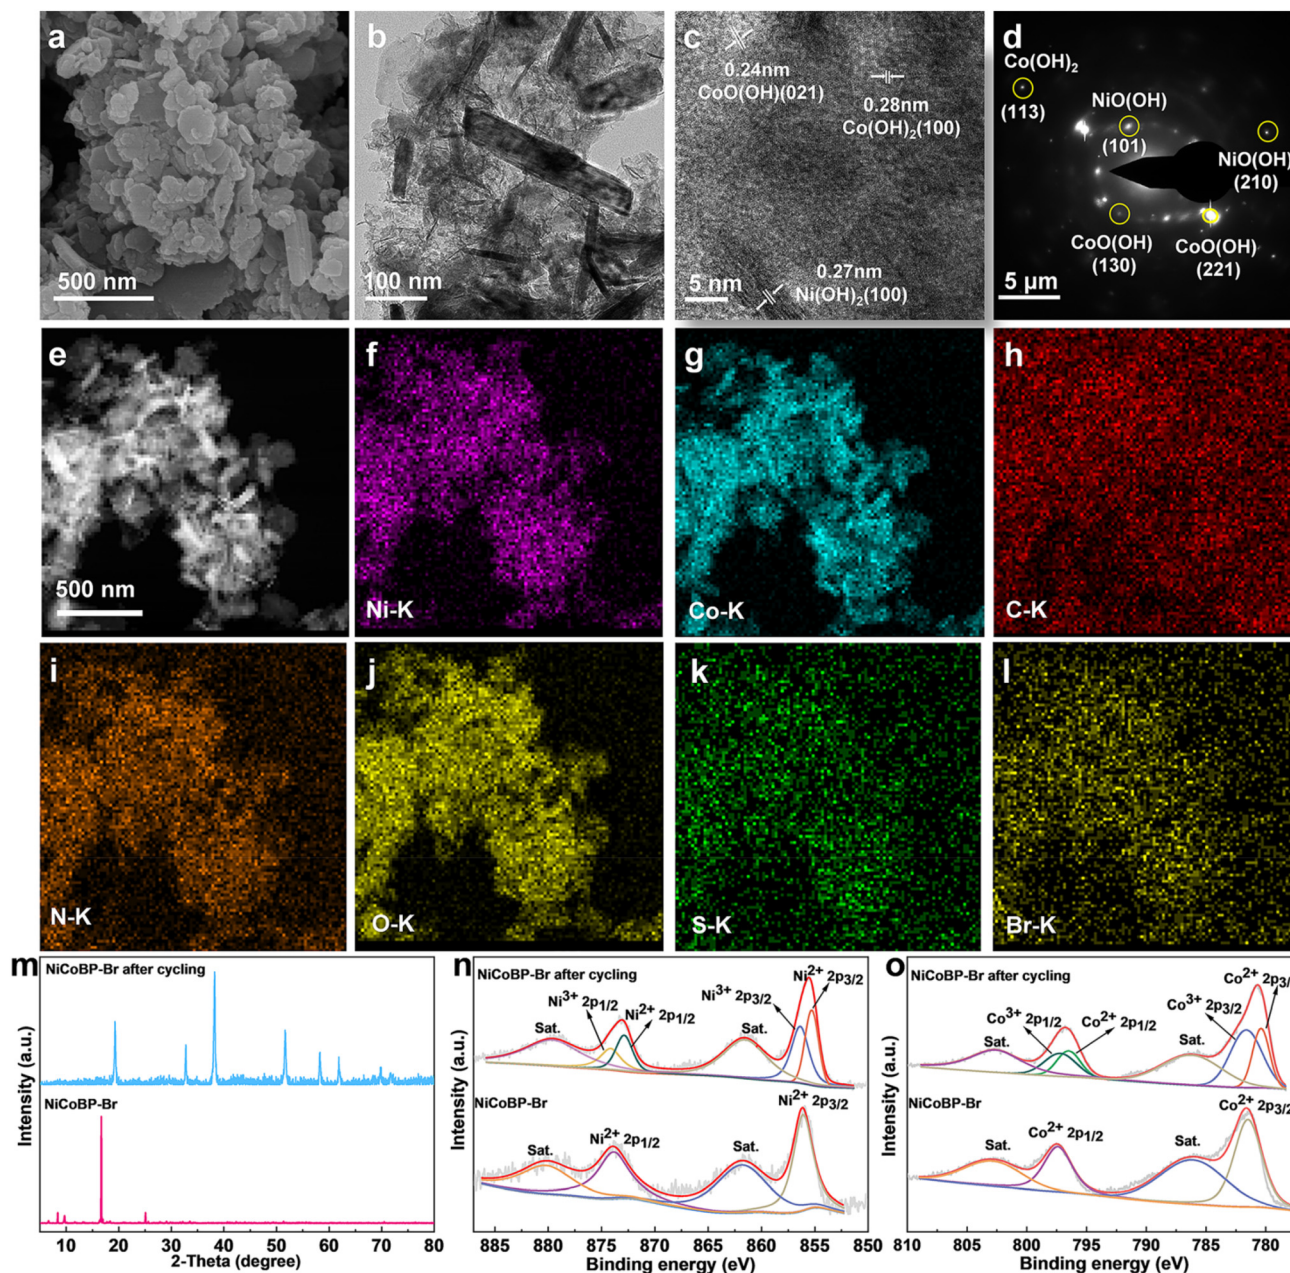 a
500 nm
b
100 nm
c
0.24nm
CoO(OH)(021)
0.28nm
Co(OH)2(100)
0.27nm
Ni(OH)2(100)
5 nm
d
Co(OH)2
(113)
NiO(OH)
(101)
NiO(OH)
(210)
CoO(OH)
(130)
CoO(OH)
(221)
5 μm
e
500 nm
f
Ni-K
g
Co-K
h
C-K
i
N-K
j
O-K
k
S-K
l
Br-K
m
NiCoBP-Br after cycling
NiCoBP-Br
Intensity (a.u.)
10 20 30 40 50 60 70 80
2-Theta (degree)
n
NiCoBP-Br after cycling
Ni2+ 2p3/2
Ni3+ 2p3/2
Ni3+ 2p1/2
Ni2+ 2p1/2
Sat.
Sat.
NiCoBP-Br
Ni2+ 2p3/2
Ni2+ 2p1/2
Sat.
Sat.
Intensity (a.u.)
885 880 875 870 865 860 855 850
Binding energy (eV)
o
NiCoBP-Br after cycling
Co2+ 2p3/2
Co3+ 2p3/2
Co3+ 2p1/2
Co2+ 2p1/2
Sat.
Sat.
NiCoBP-Br
Co2+ 2p3/2
Co2+ 2p1/2
Sat.
Sat.
Intensity (a.u.)
810 805 800 795 790 785 780
Binding energy (eV)